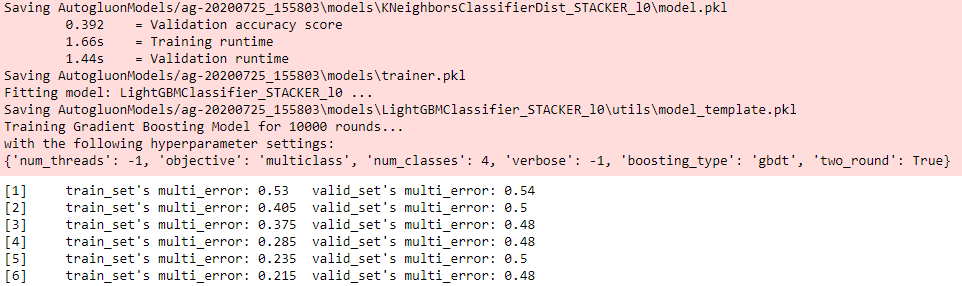 Saving AutogluonModels/ag-20200725_155803\models\KNeighborsClassifierDist_STACKER_l0\model.pkl
0.392 = Validation accuracy score
1.66s = Training runtime
1.44s = Validation runtime
Saving AutogluonModels/ag-20200725_155803\models\trainer.pkl
Fitting model: LightGBMClassifier_STACKER_l0 ...
Saving AutogluonModels/ag-20200725_155803\models\LightGBMClassifier_STACKER_l0\utils\model_template.pkl
Training Gradient Boosting Model for 10000 rounds...
with the following hyperparameter settings:
{'num_threads': -1, 'objective': 'multiclass', 'num_classes': 4, 'verbose': -1, 'boosting_type': 'gbdt', 'two_round': True}
[1] train_set's multi_error: 0.53 valid_set's multi_error: 0.54
[2] train_set's multi_error: 0.405 valid_set's multi_error: 0.5
[3] train_set's multi_error: 0.375 valid_set's multi_error: 0.48
[4] train_set's multi_error: 0.285 valid_set's multi_error: 0.48
[5] train_set's multi_error: 0.235 valid_set's multi_error: 0.5
[6] train_set's multi_error: 0.215 valid_set's multi_error: 0.48